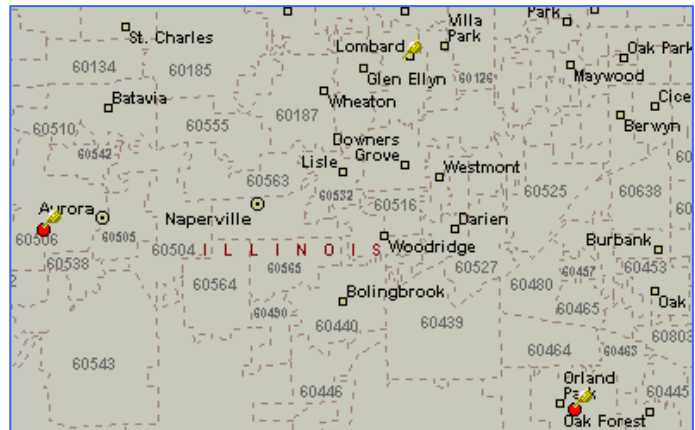 Villa
Park
Park
St. Charles
Lombard
Oak Park
60134
60185
Glen Ellyn
60126
Maywood
Batavia
Wheaton
Cice
60187
60510
60555
Berwyn
Downers
Grove
60542
Lisle
Westmont
60563
60532
60525
60638
Aurora
Naperville
60516
Darien
60506
60505
60504
ILLINOIS
Woodridge
Burbank
60538
60565
60527
60457
60453
60564
60480
Bolingbrook
Oak
60490
60440
60439
60465
60803
60543
60464
60463
60446
Orland
Park
60445
Oak Forest